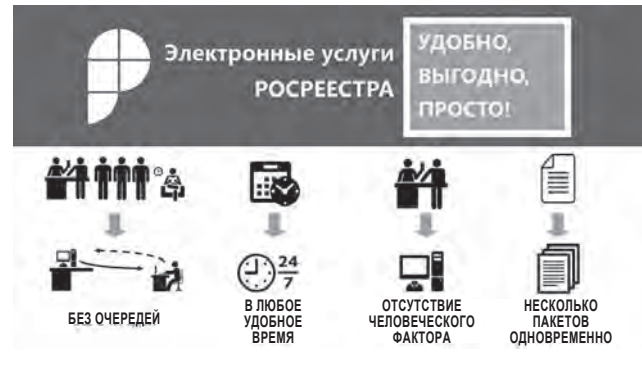 Электронные услуги
РОСРЕЕСТРА
УДОБНО,
ВЫГОДНО,
ПРОСТО!
24
7
БЕЗ ОЧЕРЕДЕЙ
В ЛЮБОЕ
УДОБНОЕ
ВРЕМЯ
ОТСУТСТВИЕ
ЧЕЛОВЕЧЕСКОГО
ФАКТОРА
НЕСКОЛЬКО
ПАКЕТОВ
ОДНОВРЕМЕННО